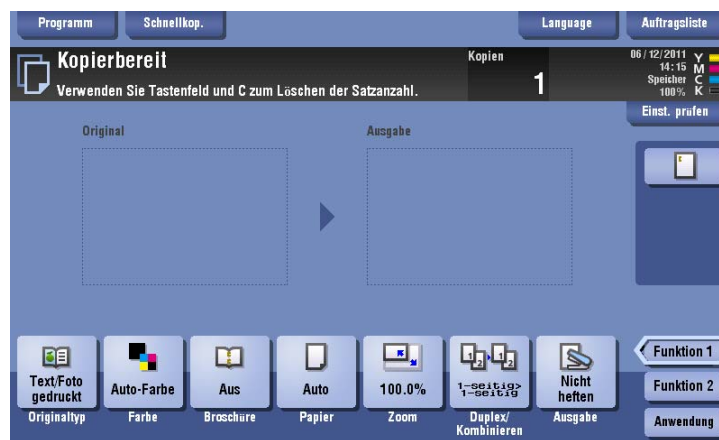 Programm
Schnellkop.
Language
Auftragsliste
Kopierbereit
Verwenden Sie Tastenfeld und C zum Löschen der Satzanzahl.
Kopien
1
06/12/2011
14:15
Speicher
100%
Y
M
C
K
Einst. prüfen
Original
Ausgabe
Text/Foto
gedruckt
Originaltyp
Auto-Farbe
Farbe
Aus
Broschüre
Auto
Papier
100.0%
Zoom
1-seitig>
1-seitig
Duplex/
Kombinieren
Nicht
heften
Ausgabe
Funktion 1
Funktion 2
Anwendung